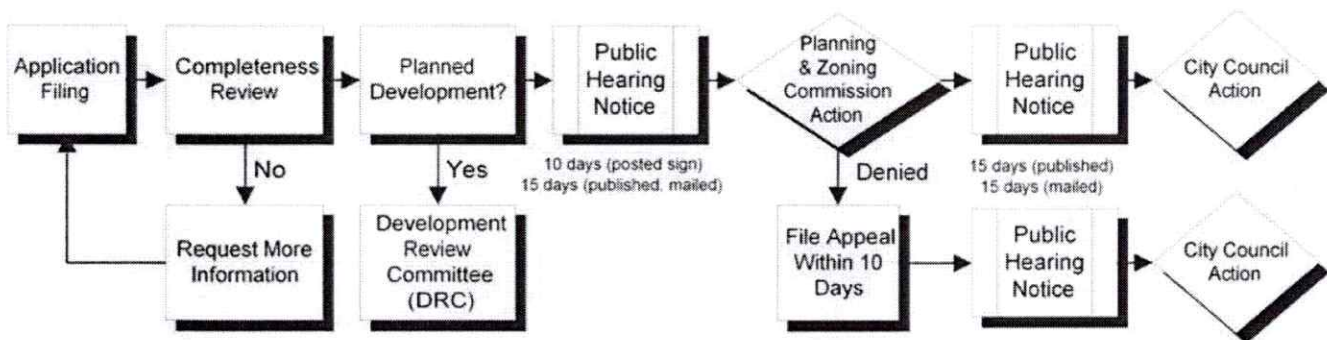 Application
Filing
Completeness
Review
Planned
Development?
Public
Hearing
Notice
Planning
& Zoning
Commission
Action
Public
Hearing
Notice
City Council
Action
10 days (posted sign)
15 days (published, mailed)
15 days (published)
15 days (mailed)
No
Yes
Denied
Request More
Information
Development
Review
Committee
(DRC)
File Appeal
Within 10
Days
Public
Hearing
Notice
City Council
Action